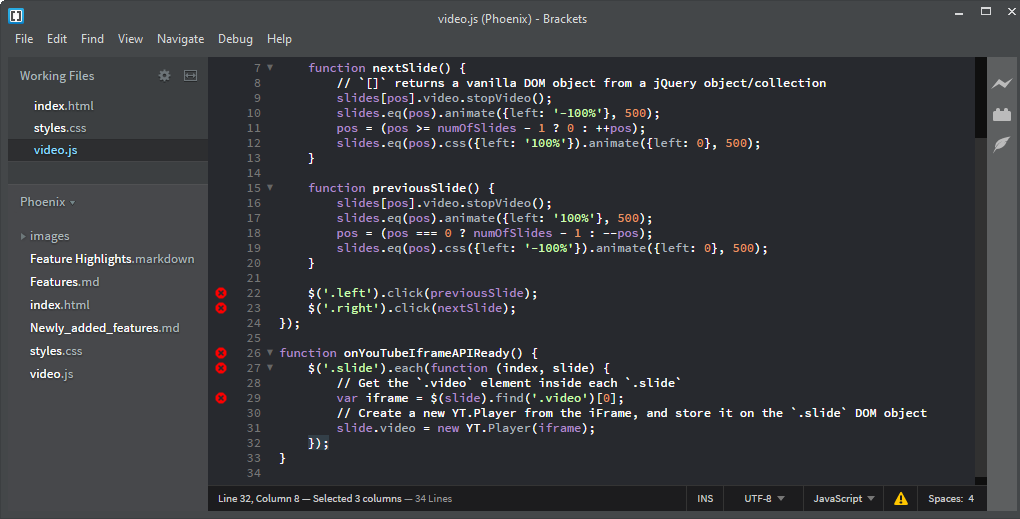 video.js (Phoenix) - Brackets
File Edit Find View Navigate Debug Help
Working Files
index.html
styles.css
video.js
Phoenix
images
Feature Highlights.markdown
Features.md
index.html
Newly_added_features.md
styles.css
video.js
7 function nextSlide() {
8 // `[]` returns a vanilla DOM object from a jQuery object/collection
9 slides[pos].video.stopVideo();
10 slides.eq(pos).animate({left: '-100%'}, 500);
11 pos = (pos >= numOfSlides - 1 ? 0 : ++pos);
12 slides.eq(pos).css({left: '100%'}).animate({left: 0}, 500);
13 }
14
15 function previousSlide() {
16 slides[pos].video.stopVideo();
17 slides.eq(pos).animate({left: '100%'}, 500);
18 pos = (pos === 0 ? numOfSlides - 1 : --pos);
19 slides.eq(pos).css({left: '-100%'}).animate({left: 0}, 500);
20 }
21
22 $('.left').click(previousSlide);
23 $('.right').click(nextSlide);
24 });
25
26 function onYouTubeIframeAPIReady() {
27 $('.slide').each(function (index, slide) {
28 // Get the `.video` element inside each `.slide`
29 var iframe = $(slide).find('.video')[0];
30 // Create a new YT.Player from the iFrame, and store it on the `.slide` DOM object
31 slide.video = new YT.Player(iframe);
32 });
33 }
34
Line 32, Column 8 — Selected 3 columns — 34 Lines INS UTF-8 JavaScript Spaces: 4